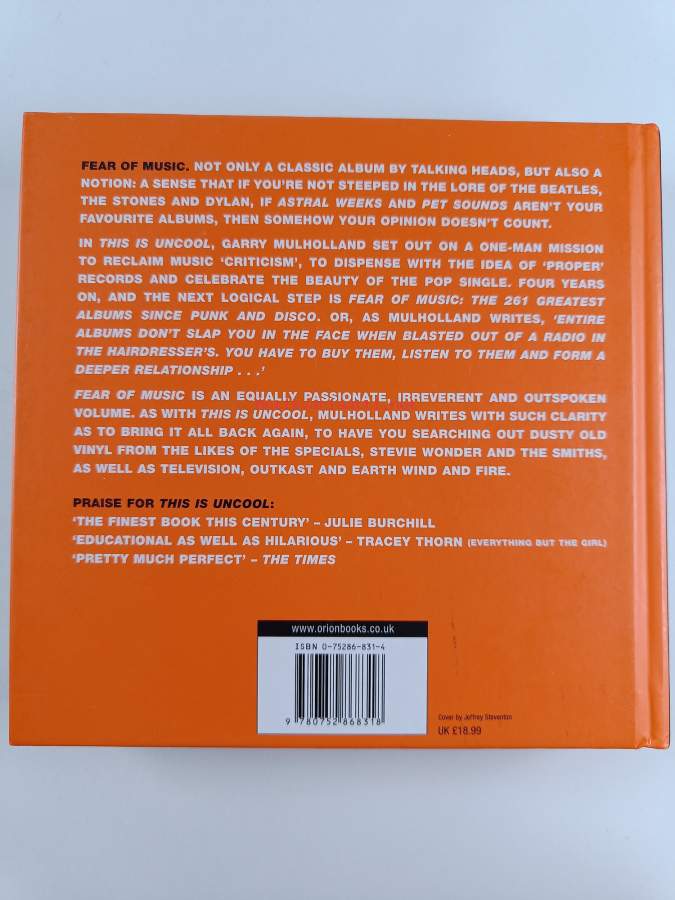 FEAR OF MUSIC. NOT ONLY A CLASSIC ALBUM BY TALKING HEADS, BUT ALSO A
NOTION: A SENSE THAT IF YOU'RE NOT STEEPED IN THE LORE OF THE BEATLES,
THE STONES AND DYLAN, IF ASTRAL WEEKS AND PET SOUNDS AREN'T YOUR
FAVOURITE ALBUMS, THEN SOMEHOW YOUR OPINION DOESN'T COUNT.
IN THIS IS UNCOOL, GARRY MULHOLLAND SET OUT ON A ONE-MAN MISSION
TO RECLAIM MUSIC 'CRITICISM', TO DISPENSE WITH THE IDEA OF 'PROPER'
RECORDS AND CELEBRATE THE BEAUTY OF THE POP SINGLE. FOUR YEARS
ON, AND THE NEXT LOGICAL STEP IS FEAR OF MUSIC: THE 261 GREATEST
ALBUMS SINCE PUNK AND DISCO. OR, AS MULHOLLAND WRITES, 'ENTIRE
ALBUMS DON'T SLAP YOU IN THE FACE WHEN BLASTED OUT OF A RADIO IN
THE HAIRDRESSER'S. YOU HAVE TO BUY THEM, LISTEN TO THEM AND FORM A
DEEPER RELATIONSHIP . . .'
FEAR OF MUSIC IS AN EQUALLY PASSIONATE, IRREVERENT AND OUTSPOKEN
VOLUME. AS WITH THIS IS UNCOOL, MULHOLLAND WRITES WITH SUCH CLARITY
AS TO BRING IT ALL BACK AGAIN, TO HAVE YOU SEARCHING OUT DUSTY OLD
VINYL FROM THE LIKES OF THE SPECIALS, STEVIE WONDER AND THE SMITHS,
AS WELL AS TELEVISION, OUTKAST AND EARTH WIND AND FIRE.
PRAISE FOR THIS IS UNCOOL:
'THE FINEST BOOK THIS CENTURY' – JULIE BURCHILL
'EDUCATIONAL AS WELL AS HILARIOUS' – TRACEY THORN (EVERYTHING BUT THE GIRL)
'PRETTY MUCH PERFECT' – THE TIMES
www.orionbooks.co.uk
ISBN 0-75286-831-4
9 780752 868318
Cover by Jeffrey Steventon
UK £18.99